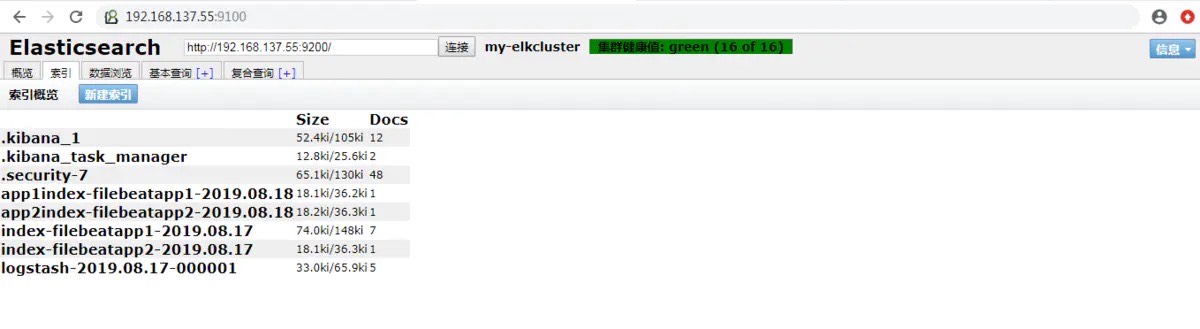 192.168.137.55:9100
Elasticsearch http://192.168.137.55:9200/ 连接 my-elkcluster 集群健康值: green (16 of 16) 信息
概览 索引 数据浏览 基本查询 [+] 复合查询 [+]
索引概览 新建索引
Size Docs
.kibana_1 52.4ki/105ki 12
.kibana_task_manager 12.8ki/25.6ki 2
.security-7 65.1ki/130ki 48
app1index-filebeatapp1-2019.08.18 18.1ki/36.2ki 1
app2index-filebeatapp2-2019.08.18 18.2ki/36.3ki 1
index-filebeatapp1-2019.08.17 74.0ki/148ki 7
index-filebeatapp2-2019.08.17 18.1ki/36.3ki 1
logstash-2019.08.17-000001 33.0ki/65.9ki 5